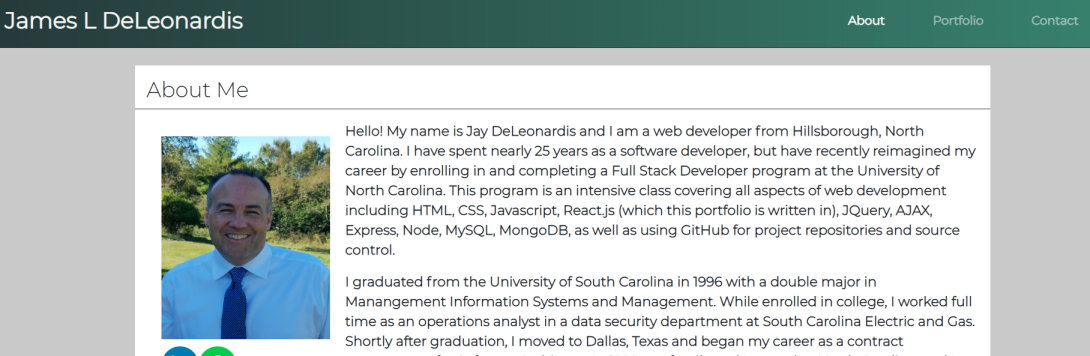 James L DeLeonardis
About
Portfolio
Contact
About Me
Hello! My name is Jay DeLeonardis and I am a web developer from Hillsborough, North
Carolina. I have spent nearly 25 years as a software developer, but have recently reimagined my
career by enrolling in and completing a Full Stack Developer program at the University of
North Carolina. This program is an intensive class covering all aspects of web development
including HTML, CSS, Javascript, React.js (which this portfolio is written in), JQuery, AJAX,
Express, Node, MySQL, MongoDB, as well as using GitHub for project repositories and source
control.
I graduated from the University of South Carolina in 1996 with a double major in
Manangement Information Systems and Management. While enrolled in college, I worked full
time as an operations analyst in a data security department at South Carolina Electric and Gas.
Shortly after graduation, I moved to Dallas, Texas and began my career as a contract